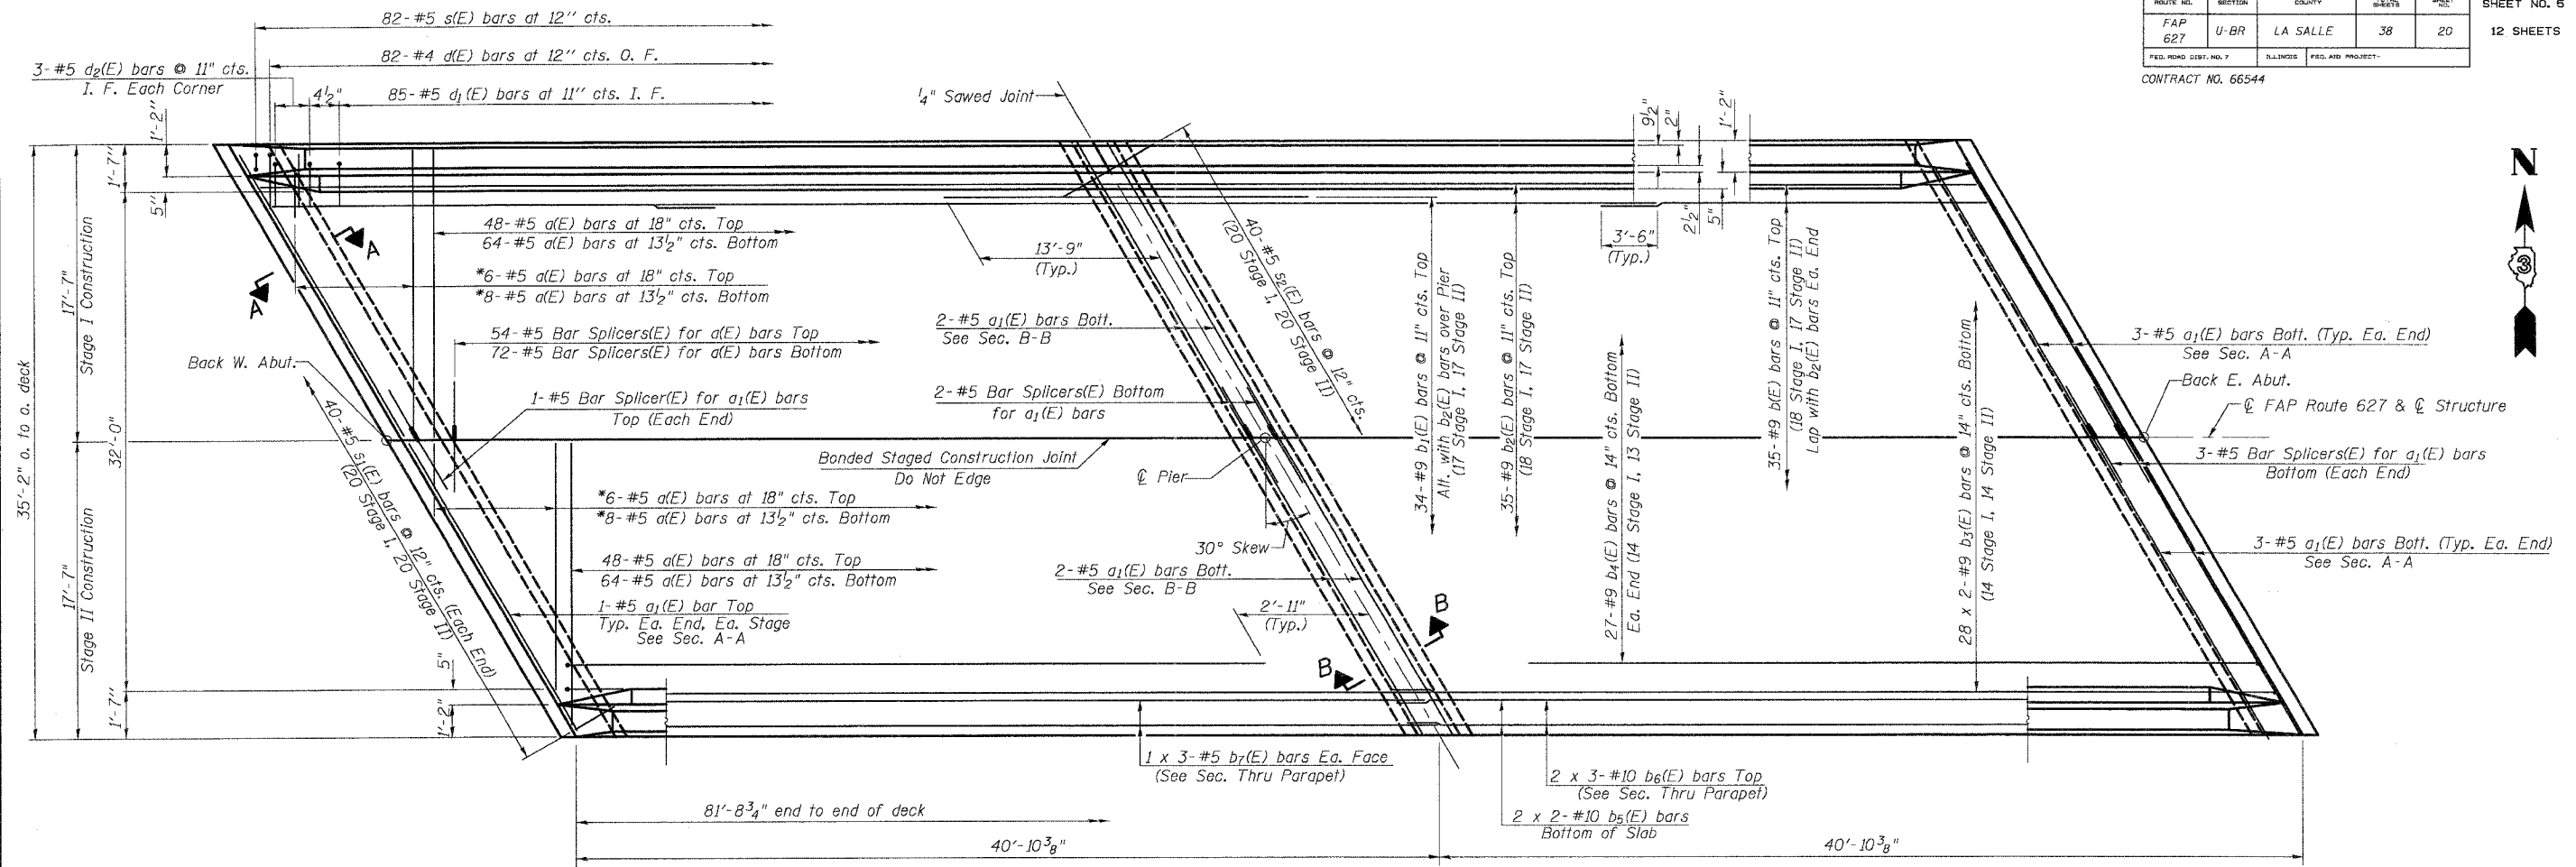 82-#5 s(E) bars at 12" cts.
82-#4 d(E) bars at 12" cts. O. F.
3-#5 d2(E) bars @ 11" cts.
I. F. Each Corner
4½"
85-#5 d1(E) bars at 11" cts. I. F.
¼" Sawed Joint
ROUTE NO.
SECTION
COUNTY
TOTAL SHEETS
SHEET NO.
SHEET NO. 6
FAP 627
U-BR
LA SALLE
38
20
12 SHEETS
FED. ROAD DIST. NO. 7
ILLINOIS
FED. AID PROJECT-
CONTRACT NO. 66544
1'-2"
1'-7"
5"
9½"
2"
1'-2"
2½"
5"
N
3
35'-2" o. to o. deck
17'-7"
Stage I Construction
32'-0"
17'-7"
Stage II Construction
A
A
48-#5 a(E) bars at 18" cts. Top
64-#5 a(E) bars at 13½" cts. Bottom
*6-#5 a(E) bars at 18" cts. Top
*8-#5 a(E) bars at 13½" cts. Bottom
54-#5 Bar Splicers(E) for a(E) bars Top
72-#5 Bar Splicers(E) for a(E) bars Bottom
Back W. Abut.
1-#5 Bar Splicer(E) for a1(E) bars
Top (Each End)
13'-9"
(Typ.)
40-#5 s2(E) bars @ 12" cts.
(20 Stage I, 20 Stage II)
3'-6"
(Typ.)
2-#5 a1(E) bars Bott.
See Sec. B-B
2-#5 Bar Splicers(E) Bottom
for a1(E) bars
34-#9 b1(E) bars @ 11" cts. Top
Alt. with b2(E) bars over Pier
(17 Stage I, 17 Stage II)
35-#9 b2(E) bars @ 11" cts. Top
(18 Stage I, 17 Stage II)
27-#9 b4(E) bars @ 14" cts. Bottom
Ea. End (14 Stage I, 13 Stage II)
35-#9 b(E) bars @ 11" cts. Top
(18 Stage I, 17 Stage II)
Lap with b2(E) bars Ea. End
28 x 2-#9 b3(E) bars @ 14" cts. Bottom
(14 Stage I, 14 Stage II)
3-#5 a1(E) bars Bott. (Typ. Ea. End)
See Sec. A-A
Back E. Abut.
℄ FAP Route 627 & ℄ Structure
3-#5 Bar Splicers(E) for a1(E) bars
Bottom (Each End)
3-#5 a1(E) bars Bott. (Typ. Ea. End)
See Sec. A-A
Bonded Staged Construction Joint
Do Not Edge
℄ Pier
40-#5 s1(E) bars @ 12" cts. (Each End)
(20 Stage I, 20 Stage II)
*6-#5 a(E) bars at 18" cts. Top
*8-#5 a(E) bars at 13½" cts. Bottom
30° Skew
48-#5 a(E) bars at 18" cts. Top
64-#5 a(E) bars at 13½" cts. Bottom
2-#5 a1(E) bars Bott.
See Sec. B-B
1-#5 a1(E) bar Top
Typ. Ea. End, Ea. Stage
See Sec. A-A
2'-11"
(Typ.)
B
B
5"
1'-7"
1'-2"
1 x 3-#5 b7(E) bars Ea. Face
(See Sec. Thru Parapet)
2 x 3-#10 b6(E) bars Top
(See Sec. Thru Parapet)
2 x 2-#10 b5(E) bars
Bottom of Slab
81'-8¾" end to end of deck
40'-10⅜"
40'-10⅜"